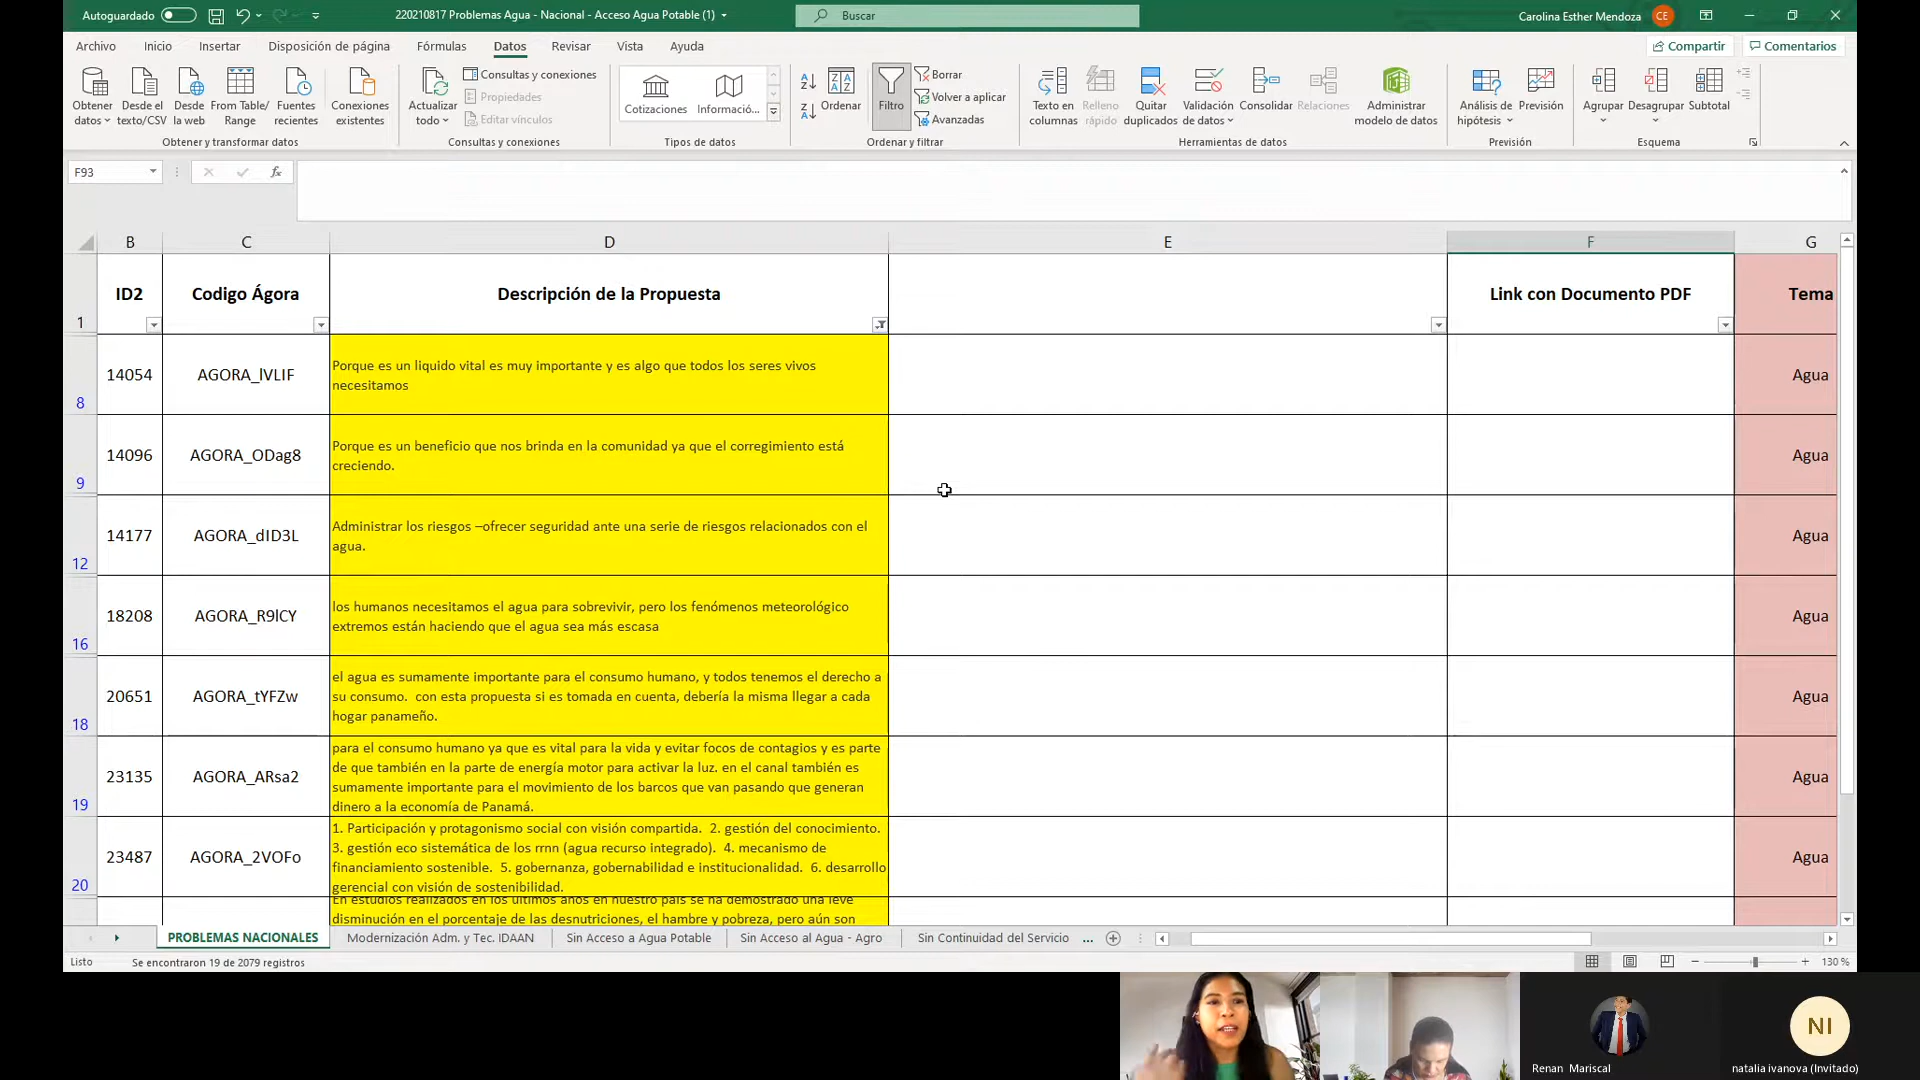 Autoguardado
220210817 Problemas Agua - Nacional - Acceso Agua Potable (1)
Buscar
Carolina Esther Mendoza
CE
Archivo Inicio Insertar Disposición de página Fórmulas Datos Revisar Vista Ayuda
Compartir
Comentarios
Obtener datos
Desde el texto/CSV
Desde la web
From Table/ Range
Fuentes recientes
Conexiones existentes
Obtener y transformar datos
Actualizar todo
Consultas y conexiones
Propiedades
Editar vínculos
Consultas y conexiones
Cotizaciones
Informació...
Tipos de datos
Ordenar
Filtro
Borrar
Volver a aplicar
Avanzadas
Ordenar y filtrar
Texto en columnas
Relleno rápido
Quitar duplicados
Validación de datos
Consolidar
Relaciones
Administrar modelo de datos
Herramientas de datos
Análisis de hipótesis
Previsión
Previsión
Agrupar
Desagrupar
Subtotal
Esquema
F93
fx
B C D E F G
1 ID2 Codigo Ágora Descripción de la Propuesta Link con Documento PDF Tema
8 14054 AGORA_lVLIF Porque es un liquido vital es muy importante y es algo que todos los seres vivos
necesitamos Agua
9 14096 AGORA_ODag8 Porque es un beneficio que nos brinda en la comunidad ya que el corregimiento está
creciendo. Agua
12 14177 AGORA_dID3L Administrar los riesgos –ofrecer seguridad ante una serie de riesgos relacionados con el
agua. Agua
16 18208 AGORA_R9lCY los humanos necesitamos el agua para sobrevivir, pero los fenómenos meteorológico
extremos están haciendo que el agua sea más escasa Agua
18 20651 AGORA_tYFZw el agua es sumamente importante para el consumo humano, y todos tenemos el derecho a
su consumo. con esta propuesta si es tomada en cuenta, debería la misma llegar a cada
hogar panameño. Agua
19 23135 AGORA_ARsa2 para el consumo humano ya que es vital para la vida y evitar focos de contagios y es parte
de que también en la parte de energía motor para activar la luz. en el canal también es
sumamente importante para el movimiento de los barcos que van pasando que generan
dinero a la economía de Panamá. Agua
20 23487 AGORA_2VOFo 1. Participación y protagonismo social con visión compartida. 2. gestión del conocimiento.
3. gestión eco sistemática de los rrnn (agua recurso integrado). 4. mecanismo de
financiamiento sostenible. 5. gobernanza, gobernabilidad e institucionalidad. 6. desarrollo
gerencial con visión de sostenibilidad. Agua
En estudios realizados en los últimos años en nuestro país se ha demostrado una leve
disminución en el porcentaje de las desnutriciones, el hambre y pobreza, pero aún son
PROBLEMAS NACIONALES Modernización Adm. y Tec. IDAAN Sin Acceso a Agua Potable Sin Acceso al Agua - Agro Sin Continuidad del Servicio ...
Listo Se encontraron 19 de 2079 registros 130 %
NI
Renan Mariscal
natalia ivanova (Invitado)